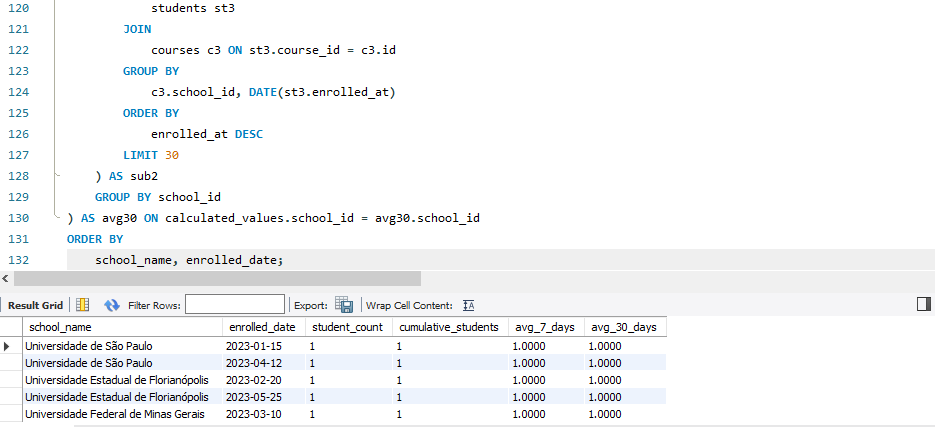 120 students st3
121 JOIN
122 courses c3 ON st3.course_id = c3.id
123 GROUP BY
124 c3.school_id, DATE(st3.enrolled_at)
125 ORDER BY
126 enrolled_at DESC
127 LIMIT 30
128 ) AS sub2
129 GROUP BY school_id
130 ) AS avg30 ON calculated_values.school_id = avg30.school_id
131 ORDER BY
132 school_name, enrolled_date;
Result Grid Filter Rows: Export: Wrap Cell Content:
school_name enrolled_date student_count cumulative_students avg_7_days avg_30_days
Universidade de São Paulo 2023-01-15 1 1 1.0000 1.0000
Universidade de São Paulo 2023-04-12 1 1 1.0000 1.0000
Universidade Estadual de Florianópolis 2023-02-20 1 1 1.0000 1.0000
Universidade Estadual de Florianópolis 2023-05-25 1 1 1.0000 1.0000
Universidade Federal de Minas Gerais 2023-03-10 1 1 1.0000 1.0000